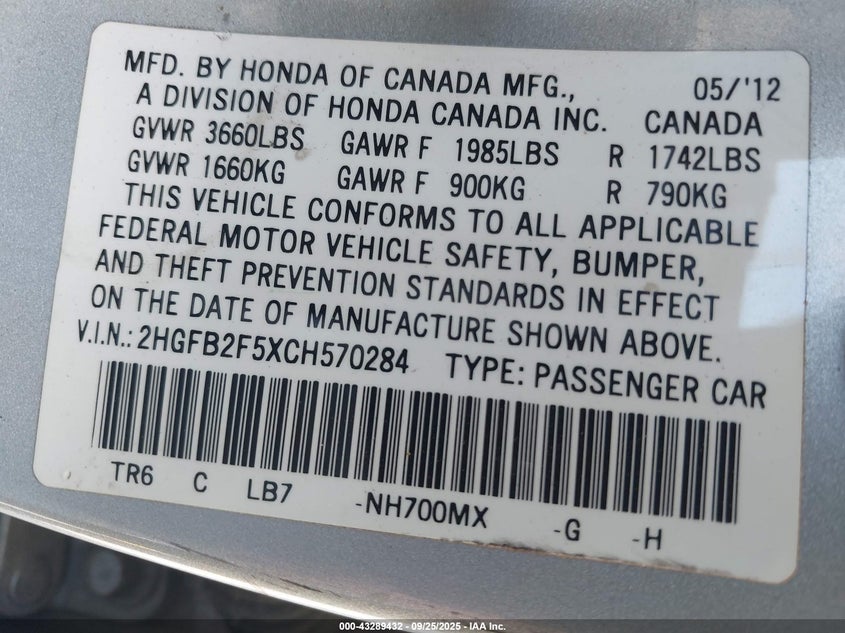 MFD. BY HONDA OF CANADA MFG., 05/'12
A DIVISION OF HONDA CANADA INC. CANADA
GVWR 3660LBS GAWR F 1985LBS R 1742LBS
GVWR 1660KG GAWR F 900KG R 790KG
THIS VEHICLE CONFORMS TO ALL APPLICABLE
FEDERAL MOTOR VEHICLE SAFETY, BUMPER,
AND THEFT PREVENTION STANDARDS IN EFFECT
ON THE DATE OF MANUFACTURE SHOWN ABOVE.
V.I.N.: 2HGFB2F5XCH570284 TYPE: PASSENGER CAR
TR6 C LB7 -NH700MX -G -H
000-43289432 - 09/25/2025 - IAA Inc.